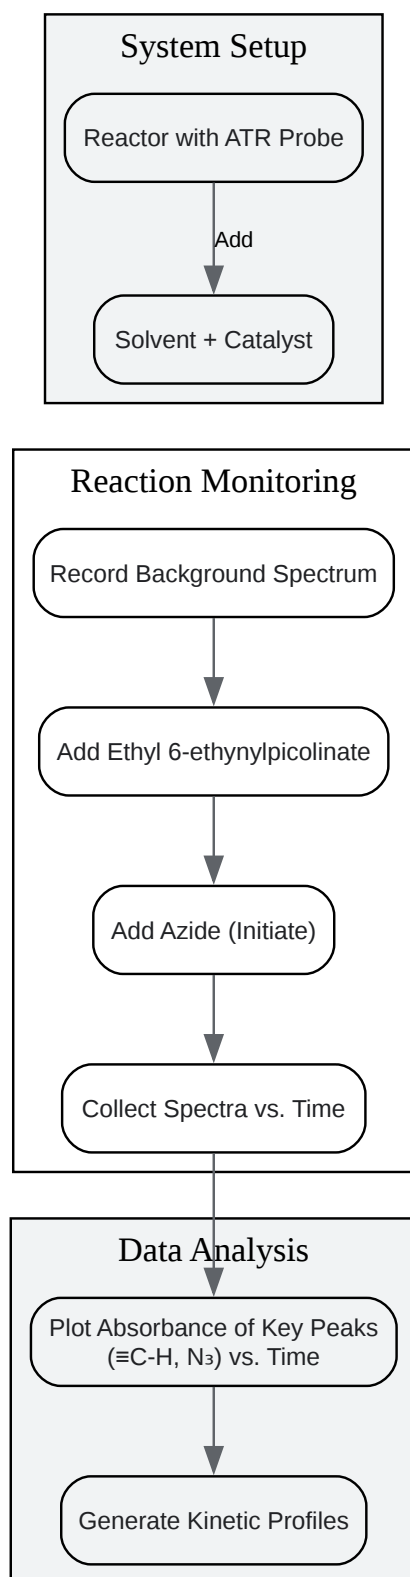 System Setup
Reactor with ATR Probe
Add
Solvent + Catalyst
Reaction Monitoring
Record Background Spectrum
Add Ethyl 6-ethynylpicolinate
Add Azide (Initiate)
Collect Spectra vs. Time
Data Analysis
Plot Absorbance of Key Peaks
(≡C-H, N₃) vs. Time
Generate Kinetic Profiles